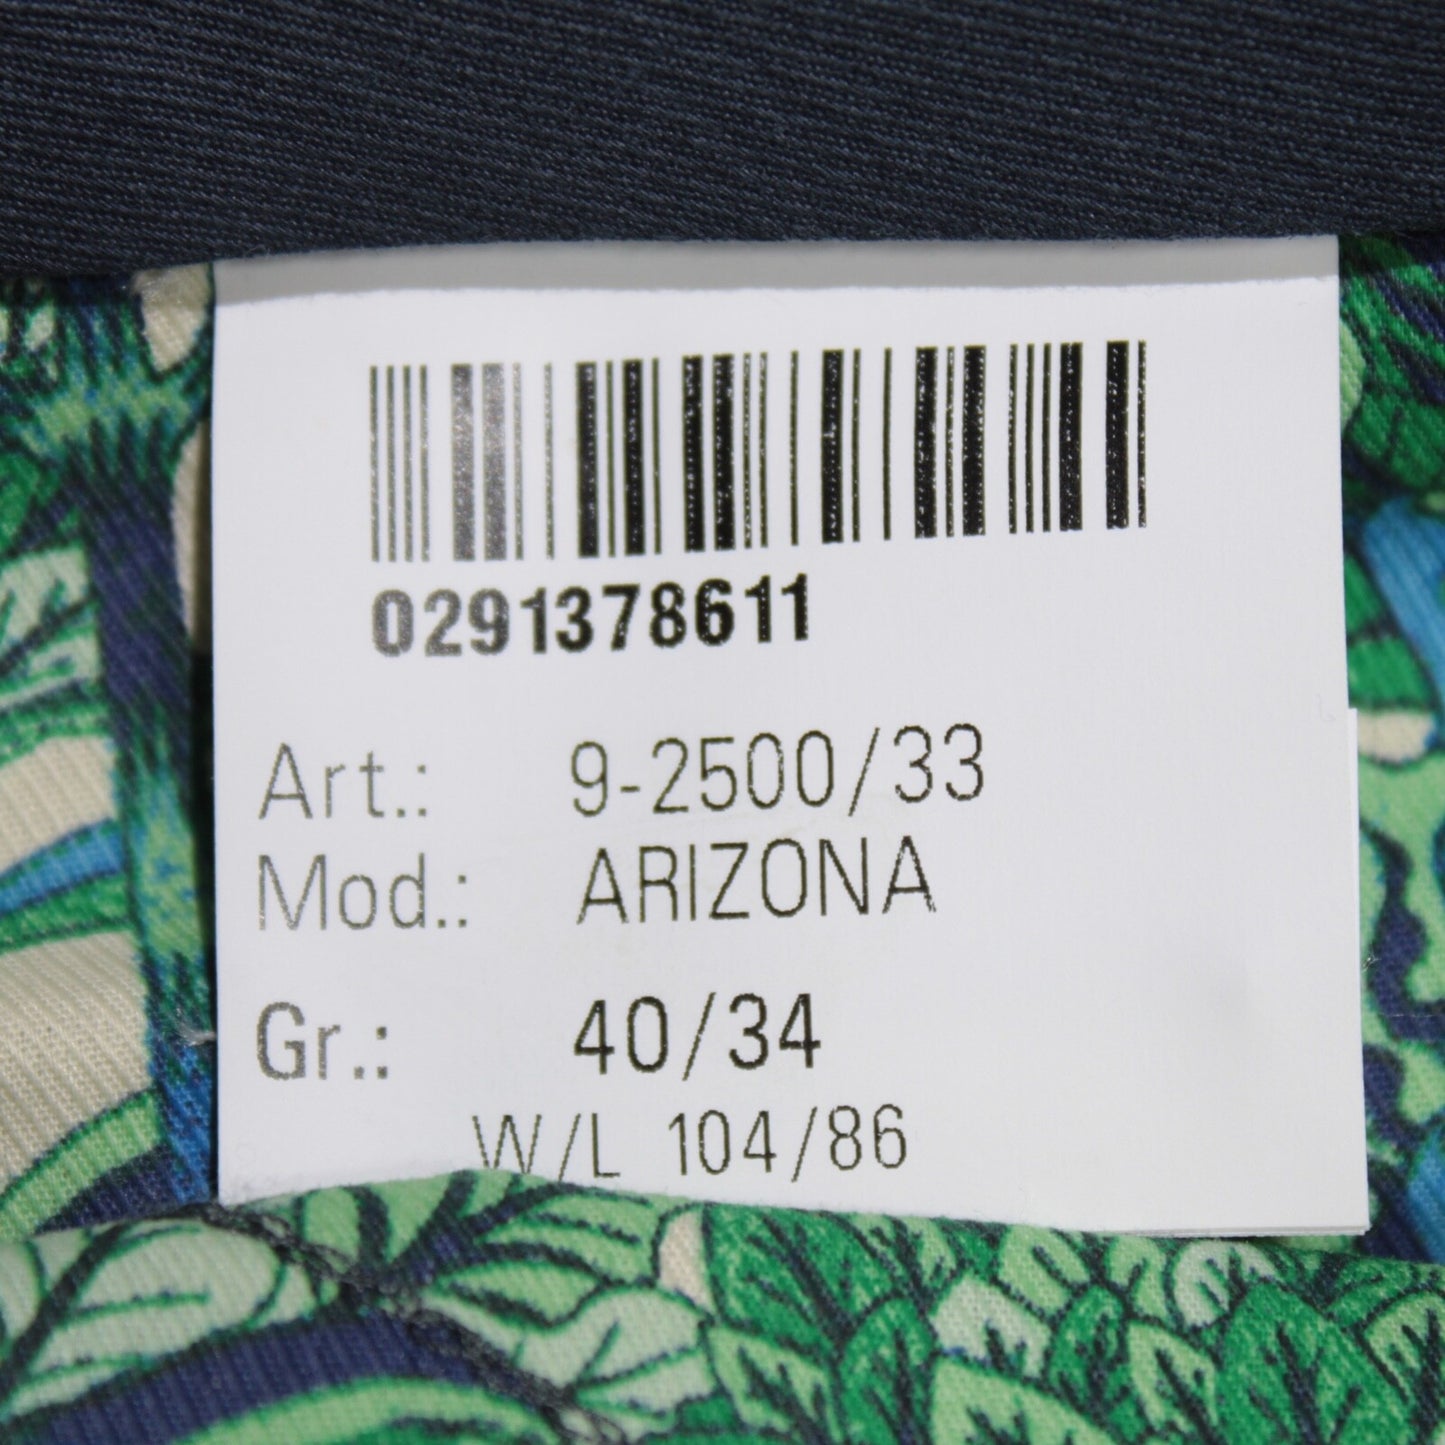 0291378611
Art.: 9-2500/33
Mod.: ARIZONA
Gr.: 40/34
W/L 104/86